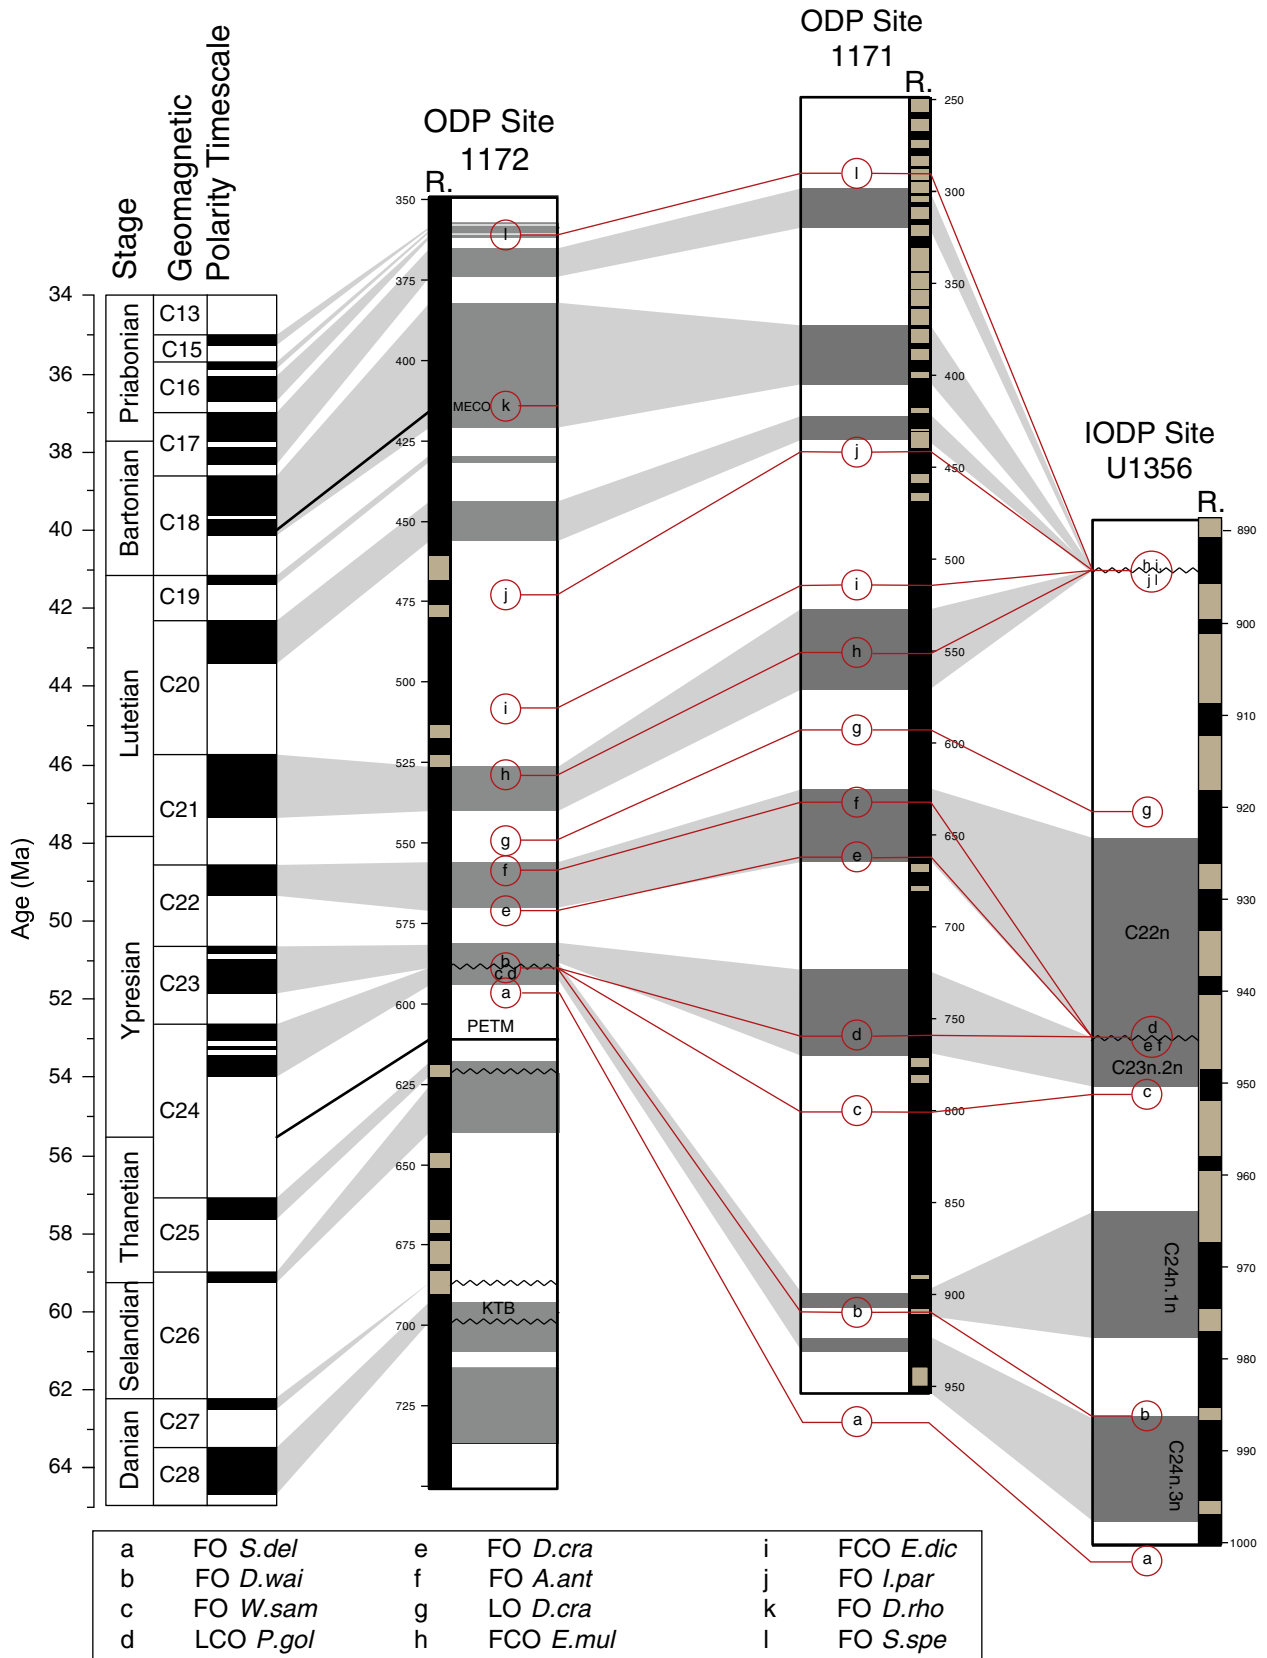 ODP Site
1171
R.
ODP Site
1172
R.
IODP Site
U1356
R.
Stage
Geomagnetic
Polarity Timescale
Age (Ma)
34
36
38
40
42
44
46
48
50
52
54
56
58
60
62
64
Priabonian
Bartonian
Lutetian
Ypresian
Thanetian
Selandian
Danian
C13
C15
C16
C17
C18
C19
C20
C21
C22
C23
C24
C25
C26
C27
C28
350
375
400
425
450
475
500
525
550
575
600
625
650
675
700
725
l
MECO k
j
i
h
g
f
e
b
c d
a
PETM
KTB
250
300
350
400
450
500
550
600
650
700
750
800
850
900
950
l
j
i
h
g
f
e
d
c
b
a
890
900
910
920
930
940
950
960
970
980
990
1000
h i
j l
g
C22n
d
e f
C23n.2n
c
C24n.1n
b
C24n.3n
a
a FO S.del e FO D.cra i FCO E.dic
b FO D.wai f FO A.ant j FO I.par
c FO W.sam g LO D.cra k FO D.rho
d LCO P.gol h FCO E.mul l FO S.spe